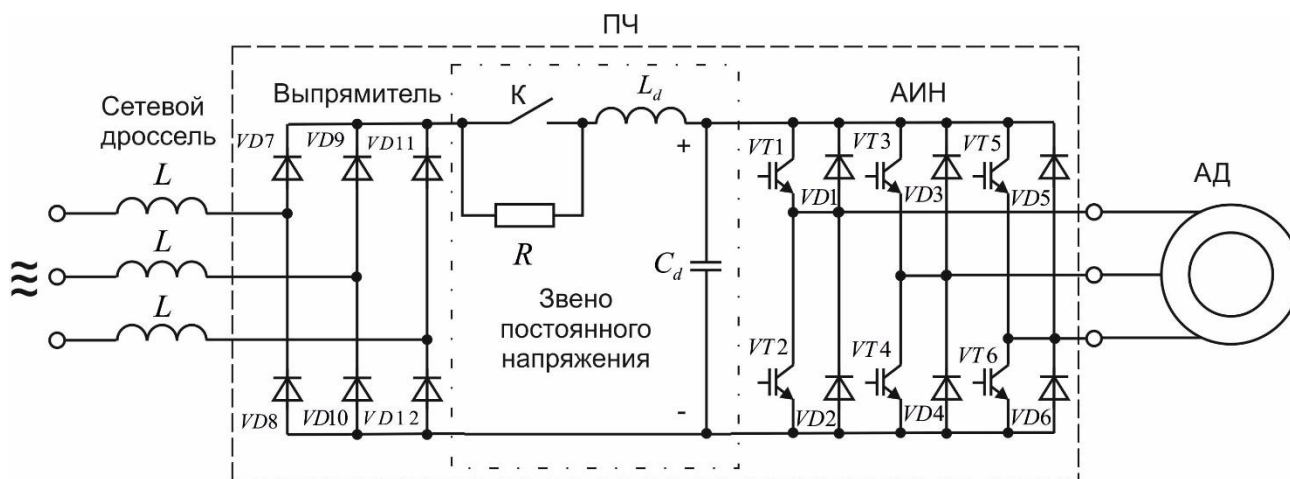 ПЧ
Сетевой
дроссель
Выпрямитель
К
L_d
АИН
VD7
VD9
VD11
+
VT1
VT3
VT5
АД
L
VD1
VD3
VD5
R
C_d
L
≈
Звено
постоянного
напряжения
L
VT2
VT4
VT6
VD8
VD10
VD12
-
VD2
VD4
VD6